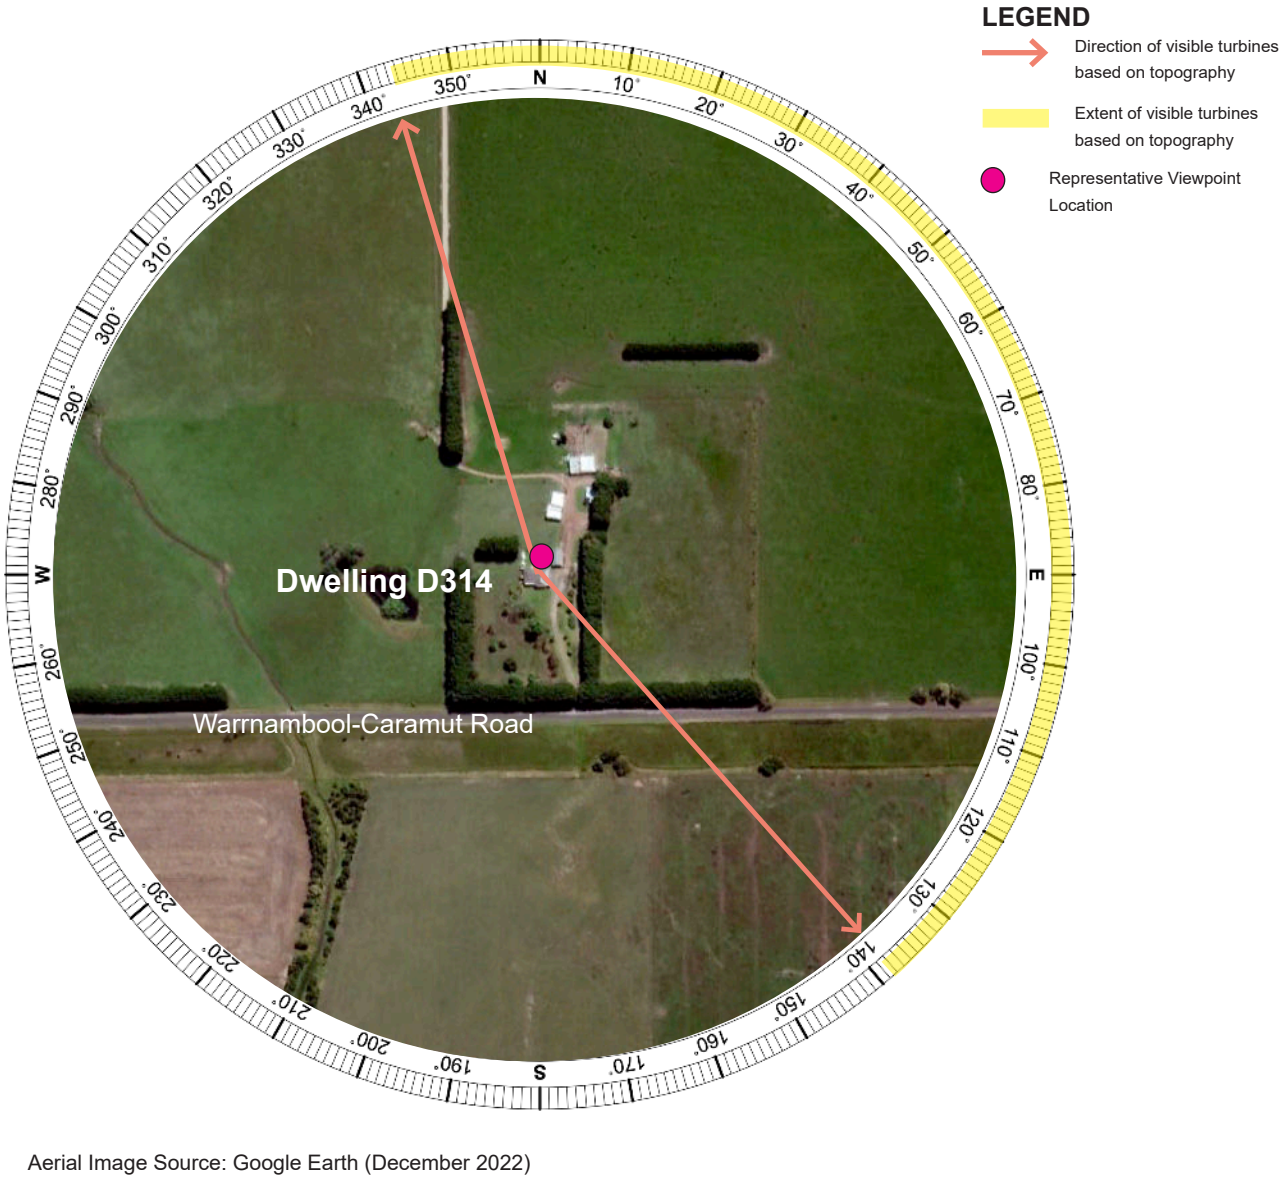 LEGEND
Direction of visible turbines
based on topography
Extent of visible turbines
based on topography
Representative Viewpoint
Location
N
10°
20°
30°
40°
50°
60°
70°
80°
E
100°
110°
120°
130°
140°
150°
160°
170°
S
190°
200°
210°
220°
230°
240°
250°
260°
W
280°
290°
300°
310°
320°
330°
340°
350°
Dwelling D314
Warrnambool-Caramut Road
Aerial Image Source: Google Earth (December 2022)